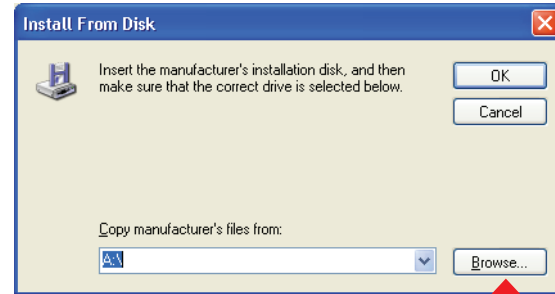 Install From Disk
Insert the manufacturer's installation disk, and then
make sure that the correct drive is selected below.
OK
Cancel
Copy manufacturer's files from:
A:\
Browse...